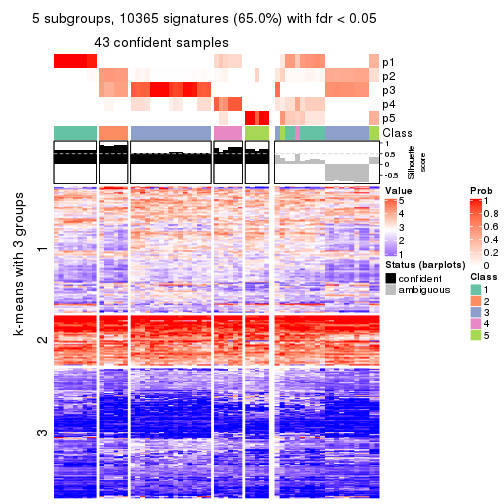 5 subgroups, 10365 signatures (65.0%) with fdr < 0.05
43 confident samples
p1
p2
p3
p4
p5
Class
1
0.5
0
-0.5
Silhouette
score
k-means with 3 groups
1
2
3
Value
5
4
3
2
1
Status (barplots)
confident
ambiguous
Prob
1
0.8
0.6
0.4
0.2
0
Class
1
2
3
4
5